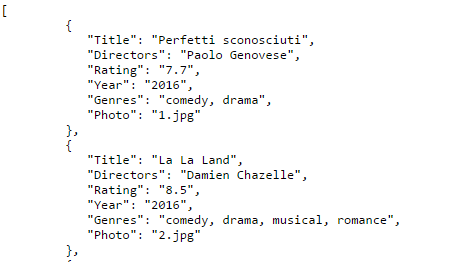 [
{
"Title": "Perfetti sconosciuti",
"Directors": "Paolo Genovese",
"Rating": "7.7",
"Year": "2016",
"Genres": "comedy, drama",
"Photo": "1.jpg"
},
{
"Title": "La La Land",
"Directors": "Damien Chazelle",
"Rating": "8.5",
"Year": "2016",
"Genres": "comedy, drama, musical, romance",
"Photo": "2.jpg"
},